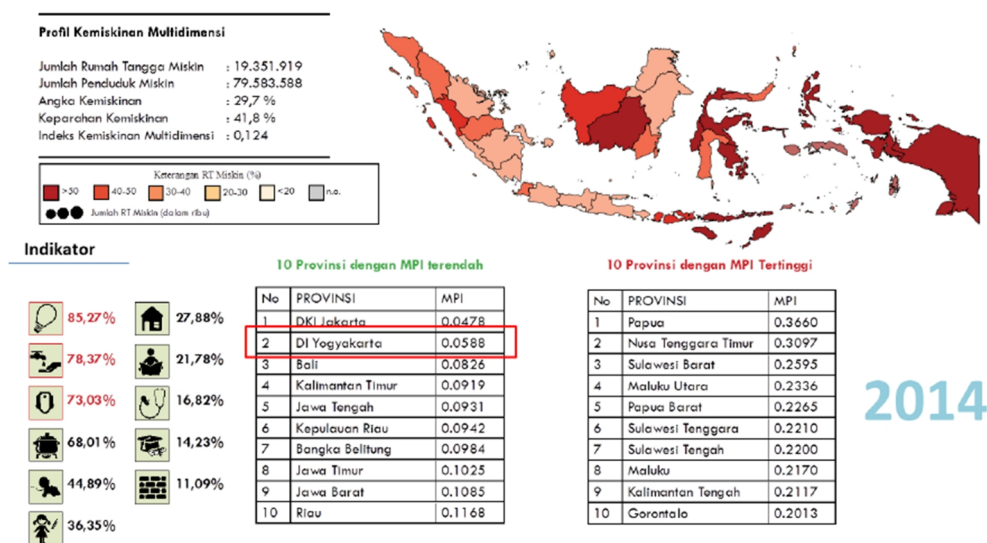 Profil Kemiskinan Multidimensi
Jumlah Rumah Tangga Miskin : 19.351.919
Jumlah Penduduk Miskin : 79.583.588
Angka Kemiskinan : 29,7 %
Keparahan Kemiskinan : 41,8 %
Indeks Kemiskinan Multidimensi : 0,124
Keterangan RT Miskin (%)
>50 40-50 30-40 20-30 <20 n.a.
Jumlah RT Miskin (dalam ribu)
Indikator
85,27%
78,37%
73,03%
68,01%
44,89%
36,35%
27,88%
21,78%
16,82%
14,23%
11,09%
10 Provinsi dengan MPI terendah
No PROVINSI MPI
1 DKI Jakarta 0.0478
2 DI Yogyakarta 0.0588
3 Bali 0.0826
4 Kalimantan Timur 0.0919
5 Jawa Tengah 0.0931
6 Kepulauan Riau 0.0942
7 Bangka Belitung 0.0984
8 Jawa Timur 0.1025
9 Jawa Barat 0.1085
10 Riau 0.1168
10 Provinsi dengan MPI Tertinggi
No PROVINSI MPI
1 Papua 0.3660
2 Nusa Tenggara Timur 0.3097
3 Sulawesi Barat 0.2595
4 Maluku Utara 0.2336
5 Papua Barat 0.2265
6 Sulawesi Tenggara 0.2210
7 Sulawesi Tengah 0.2200
8 Maluku 0.2170
9 Kalimantan Tengah 0.2117
10 Gorontalo 0.2013
2014